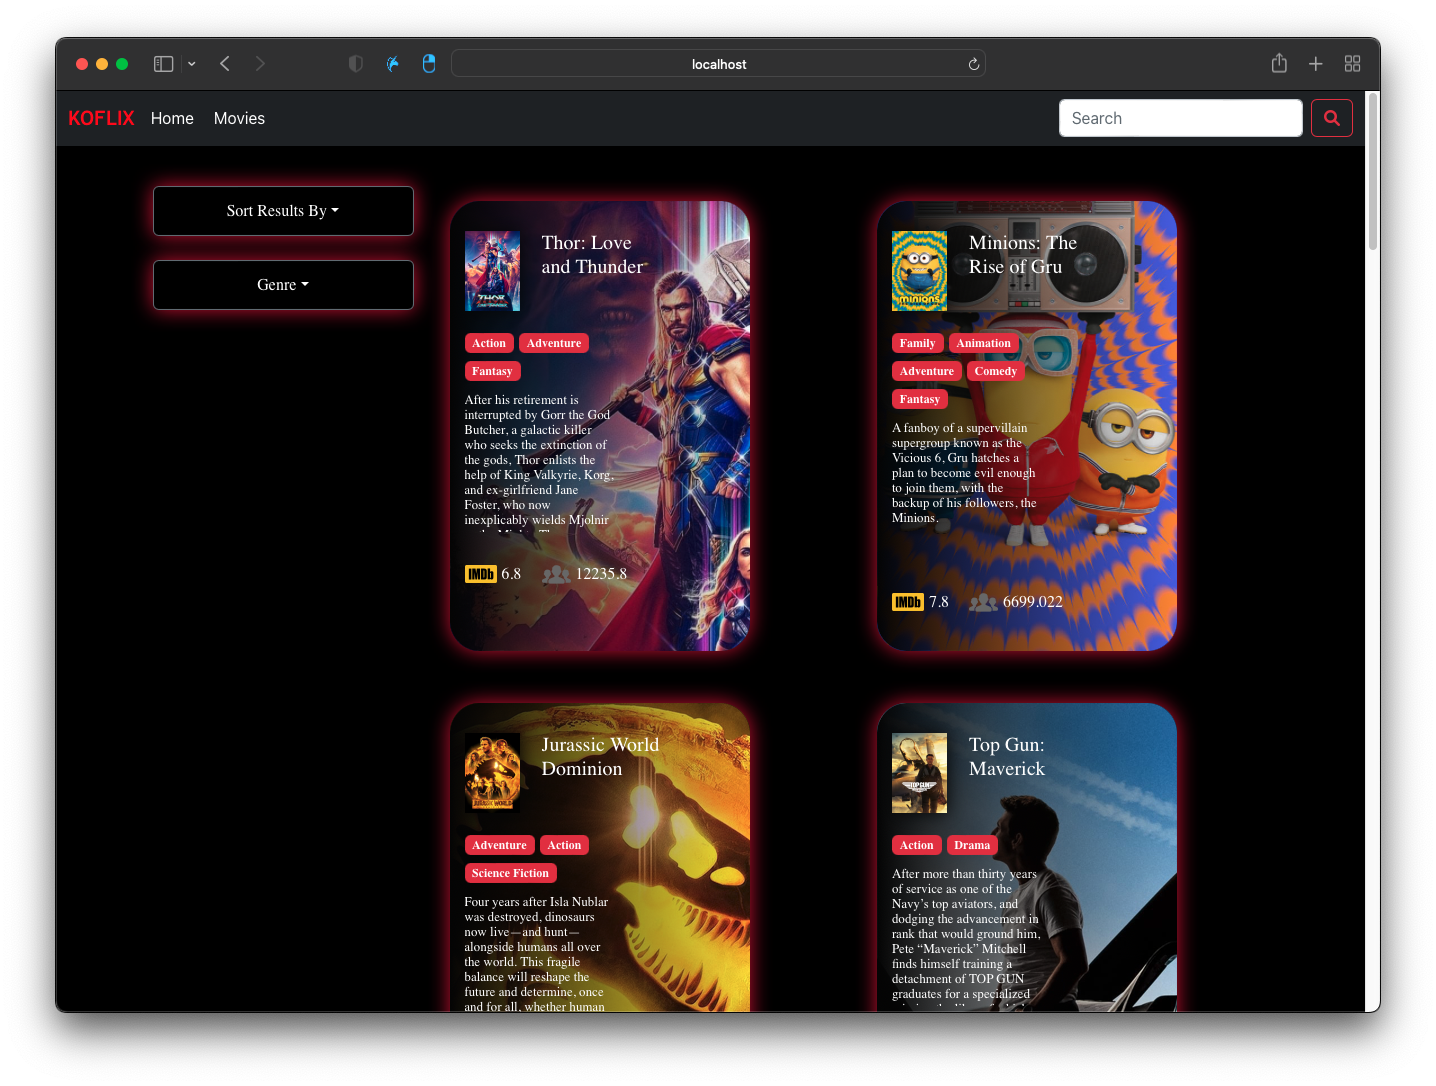 localhost
KOFLIX Home Movies Search
Sort Results By
Genre
THOR
Thor: Love
and Thunder
Action Adventure
Fantasy
After his retirement is
interrupted by Gorr the God
Butcher, a galactic killer
who seeks the extinction of
the gods, Thor enlists the
help of King Valkyrie, Korg,
and ex-girlfriend Jane
Foster, who now
inexplicably wields Mjolnir
IMDb 6.8 12235.8
minions
Minions: The
Rise of Gru
Family Animation
Adventure Comedy
Fantasy
A fanboy of a supervillain
supergroup known as the
Vicious 6, Gru hatches a
plan to become evil enough
to join them, with the
backup of his followers, the
Minions.
IMDb 7.8 6699.022
JURASSIC WORLD
Jurassic World
Dominion
Adventure Action
Science Fiction
Four years after Isla Nublar
was destroyed, dinosaurs
now live—and hunt—
alongside humans all over
the world. This fragile
balance will reshape the
future and determine, once
and for all, whether human
TOP GUN
Top Gun:
Maverick
Action Drama
After more than thirty years
of service as one of the
Navy’s top aviators, and
dodging the advancement in
rank that would ground him,
Pete “Maverick” Mitchell
finds himself training a
detachment of TOP GUN
graduates for a specialized